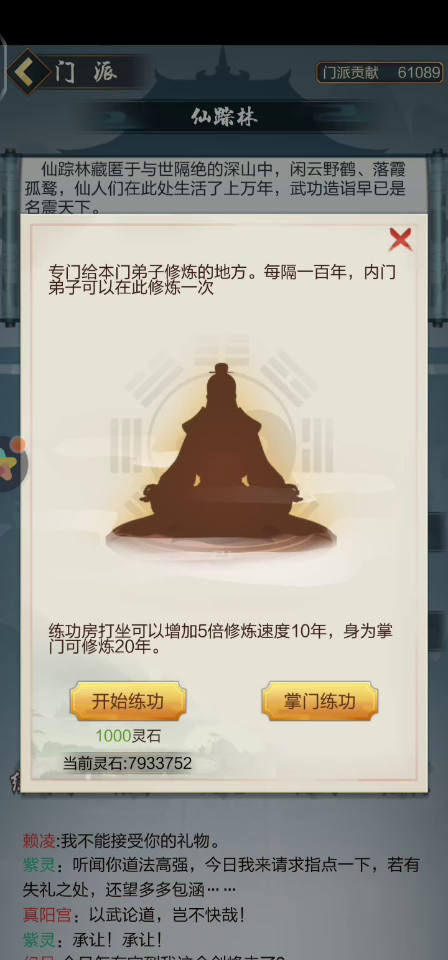 门 派
门派贡献 61089
仙踪林
仙踪林藏匿于与世隔绝的深山中，闲云野鹤、落霞
孤鹜，仙人们在此处生活了上万年，武功造诣早已是
名震天下。
专门给本门弟子修炼的地方。每隔一百年，内门
弟子可以在此修炼一次
练功房打坐可以增加5倍修炼速度10年，身为掌
门可修炼20年。
开始练功 掌门练功
1000灵石
当前灵石:7933752
赖凌:我不能接受你的礼物。
紫灵：听闻你道法高强，今日我来请求指点一下，若有
失礼之处，还望多多包涵……
真阳宫：以武论道，岂不快哉！
紫灵：承让！承让！